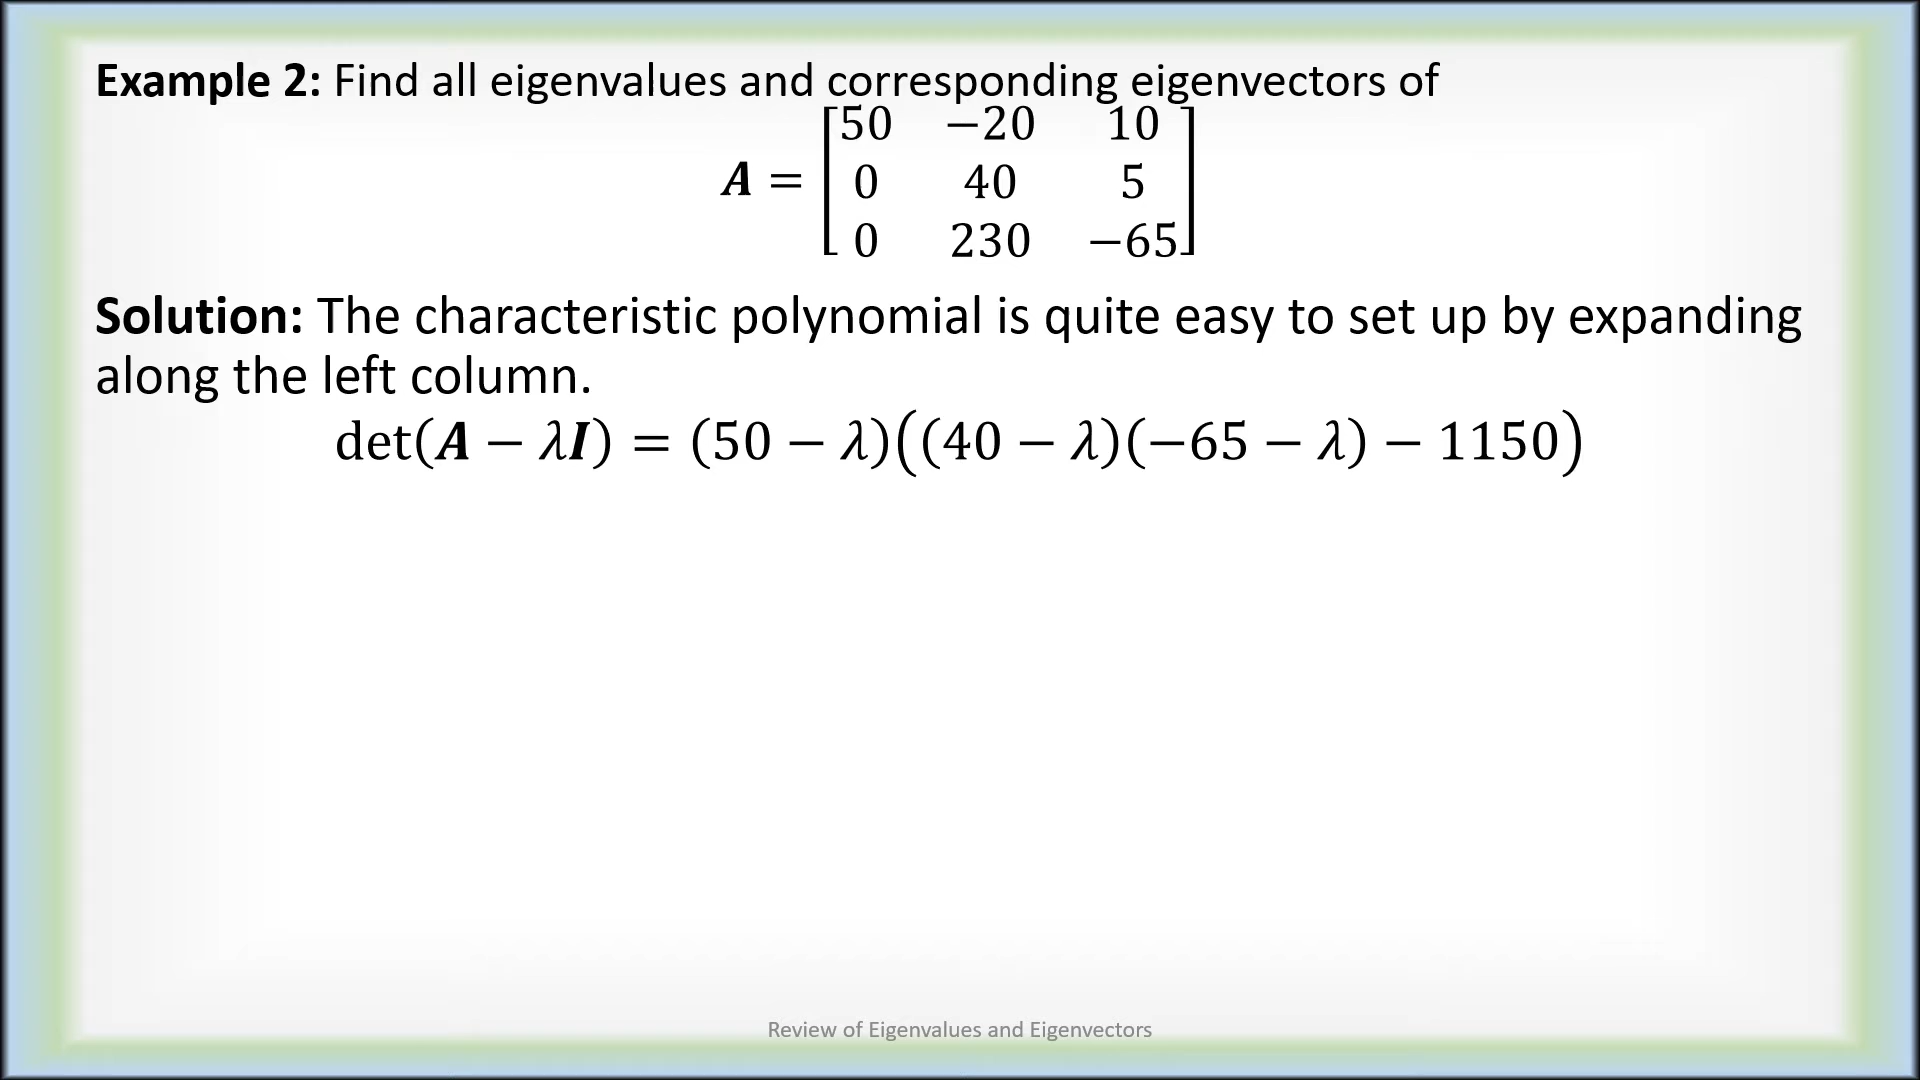 Example 2: Find all eigenvalues and corresponding eigenvectors of
𝑨 = [50 −20 10
0 40 5
0 230 −65]
Solution: The characteristic polynomial is quite easy to set up by expanding
along the left column.
det(𝑨 − 𝜆𝑰) = (50 − 𝜆)((40 − 𝜆)(−65 − 𝜆) − 1150)
Review of Eigenvalues and Eigenvectors